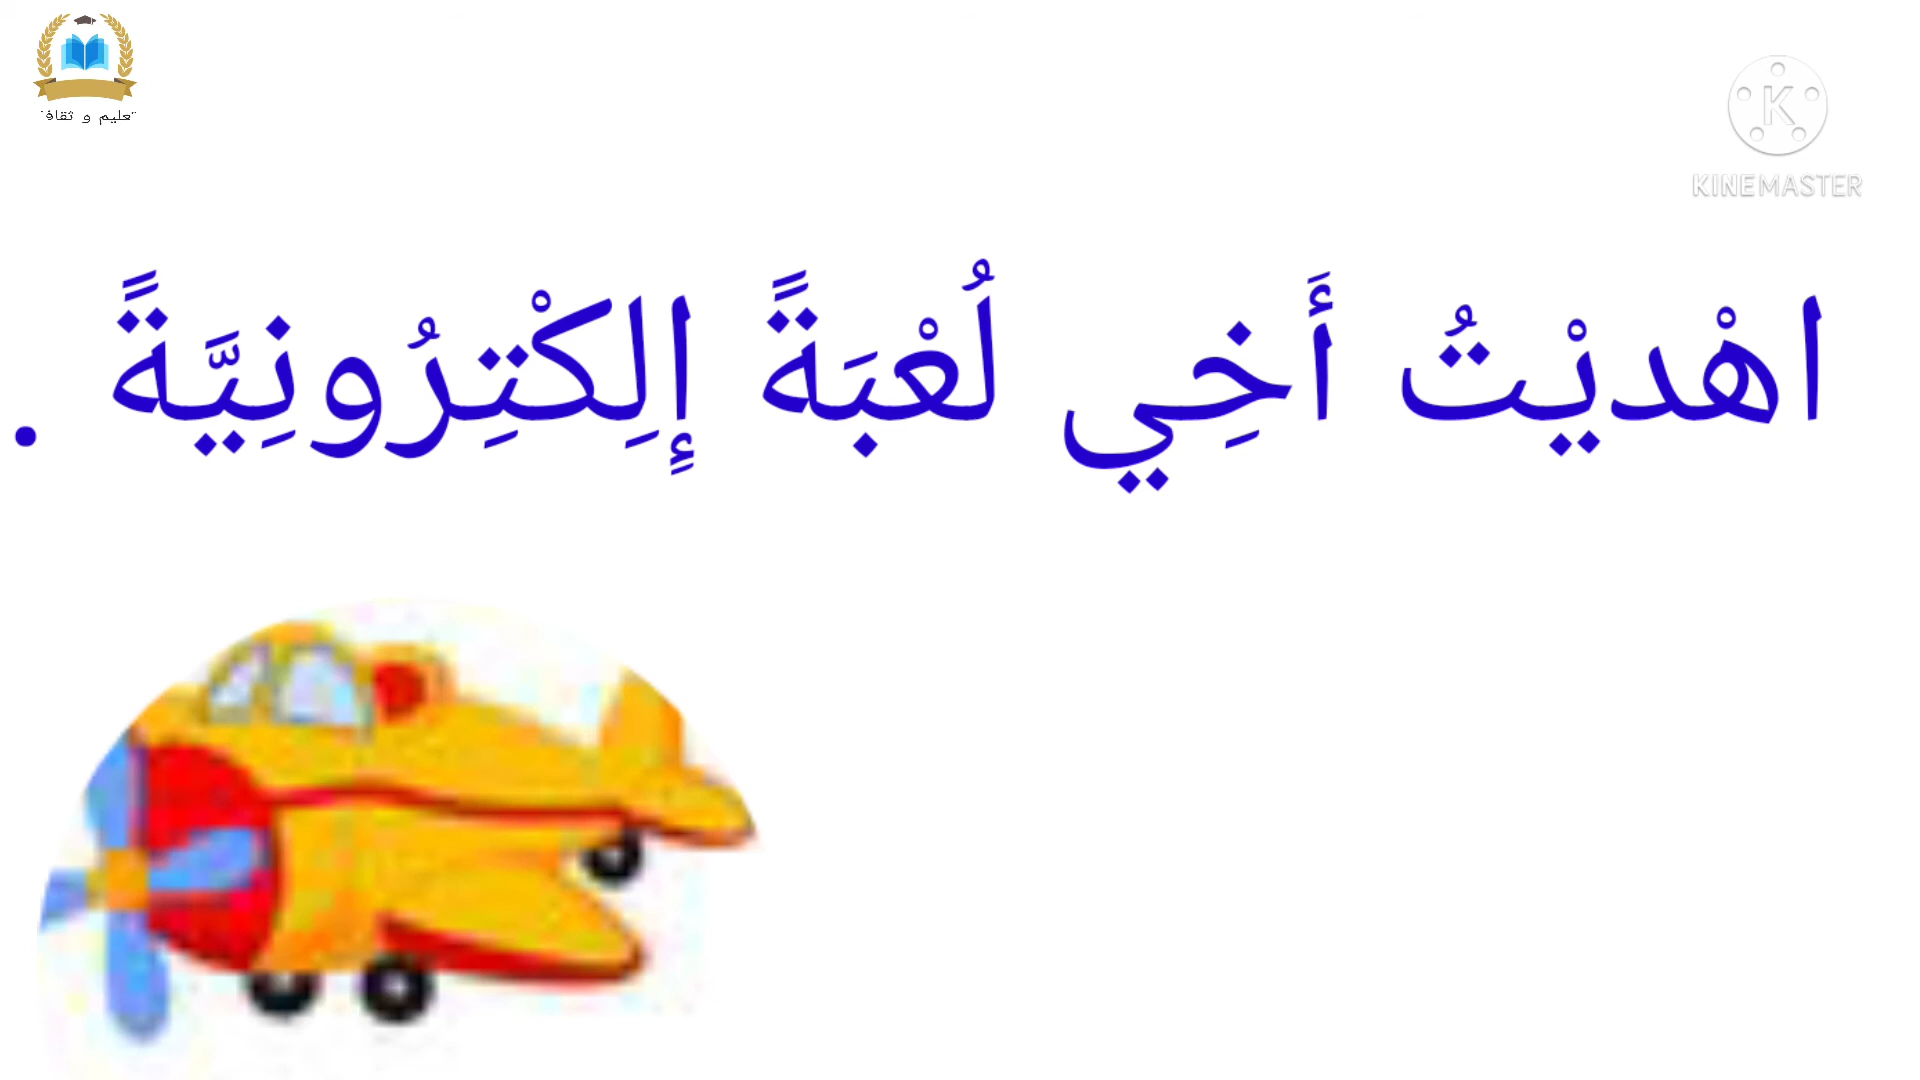 تعليم و ثقافة
KINEMASTER
اهْديْتُ أَخِي لُعْبَةً إِلِكْتِرُونِيَّةً .